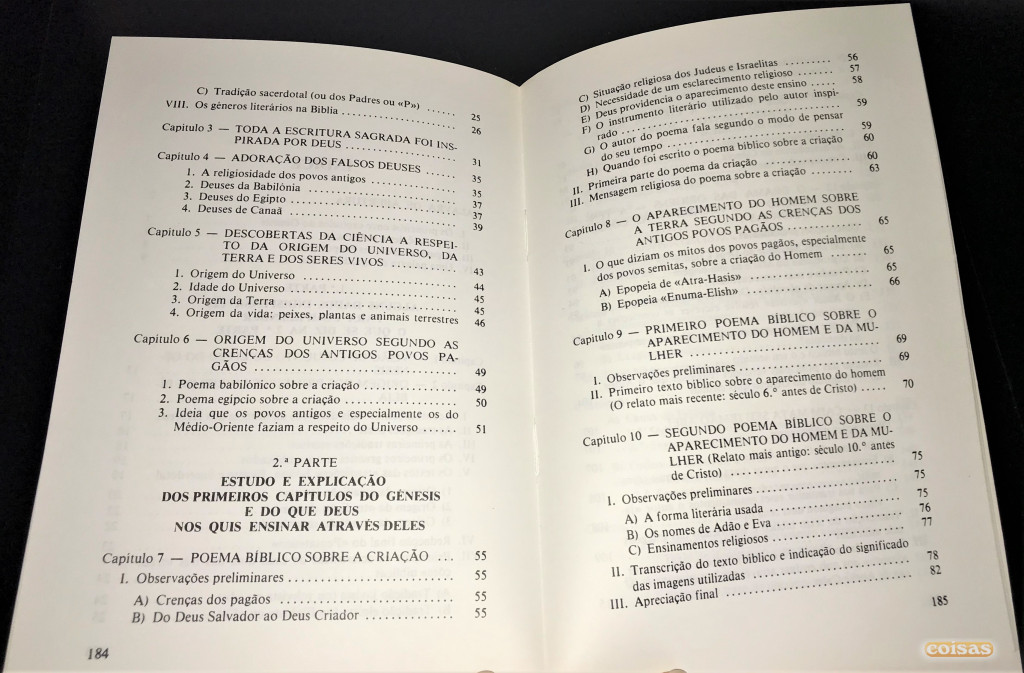 C) Tradição sacerdotal (ou dos Padres ou «P») ..... 25
VIII. Os géneros literários na Bíblia ..................... 26
Capítulo 3 — TODA A ESCRITURA SAGRADA FOI INS-
PIRADA POR DEUS ..................... 31
Capítulo 4 — ADORAÇÃO DOS FALSOS DEUSES ...... 35
1. A religiosidade dos povos antigos ................ 35
2. Deuses da Babilónia ........................... 37
3. Deuses do Egipto ............................. 37
4. Deuses de Canaã .............................. 39
Capítulo 5 — DESCOBERTAS DA CIÊNCIA A RESPEI-
TO DA ORIGEM DO UNIVERSO, DA
TERRA E DOS SERES VIVOS ............ 43
1. Origem do Universo ........................... 44
2. Idade do Universo ............................ 45
3. Origem da Terra .............................. 45
4. Origem da vida: peixes, plantas e animais terrestres 46
Capítulo 6 — ORIGEM DO UNIVERSO SEGUNDO AS
CRENÇAS DOS ANTIGOS POVOS PA-
GÃOS ................................. 49
1. Poema babilónico sobre a criação ................ 49
2. Poema egípcio sobre a criação ................... 50
3. Ideia que os povos antigos e especialmente os do
Médio-Oriente faziam a respeito do Universo ...... 51
2.ª PARTE
ESTUDO E EXPLICAÇÃO
DOS PRIMEIROS CAPÍTULOS DO GÉNESIS
E DO QUE DEUS
NOS QUIS ENSINAR ATRAVÉS DELES
Capítulo 7 — POEMA BÍBLICO SOBRE A CRIAÇÃO ... 55
I. Observações preliminares ........................ 55
A) Crenças dos pagãos ......................... 55
B) Do Deus Salvador ao Deus Criador .............. 55
184
C) Situação religiosa dos Judeus e Israelitas ......... 56
D) Necessidade de um esclarecimento religioso ....... 57
E) Deus providencia o aparecimento deste ensino ..... 58
F) O instrumento literário utilizado pelo autor inspi-
rado ..................................... 59
G) O autor do poema fala segundo o modo de pensar
do seu tempo .............................. 59
H) Quando foi escrito o poema bíblico sobre a criação 60
II. Primeira parte do poema da criação ............. 60
III. Mensagem religiosa do poema sobre a criação ........ 63
Capítulo 8 — O APARECIMENTO DO HOMEM SOBRE
A TERRA SEGUNDO AS CRENÇAS DOS
ANTIGOS POVOS PAGÃOS ............. 65
I. O que diziam os mitos dos povos pagãos, especialmente
dos povos semitas, sobre a criação do Homem ....... 65
A) Epopeia de «Atra-Hasis» ..................... 65
B) Epopeia «Enuma-Elish» ...................... 66
Capítulo 9 — PRIMEIRO POEMA BÍBLICO SOBRE O
APARECIMENTO DO HOMEM E DA MU-
LHER ................................ 69
I. Observações preliminares ....................... 69
II. Primeiro texto bíblico sobre o aparecimento do homem
(O relato mais recente: século 6.º antes de Cristo) ..... 70
Capítulo 10 — SEGUNDO POEMA BÍBLICO SOBRE O
APARECIMENTO DO HOMEM E DA MU-
LHER (Relato mais antigo: século 10.º antes
de Cristo) ........................... 75
I. Observações preliminares ....................... 75
A) A forma literária usada ...................... 75
B) Os nomes de Adão e Eva ..................... 76
C) Ensinamentos religiosos ..................... 77
II. Transcrição do texto bíblico e indicação do significado
das imagens utilizadas ......................... 78
III. Apreciação final ............................. 82
185
coisas